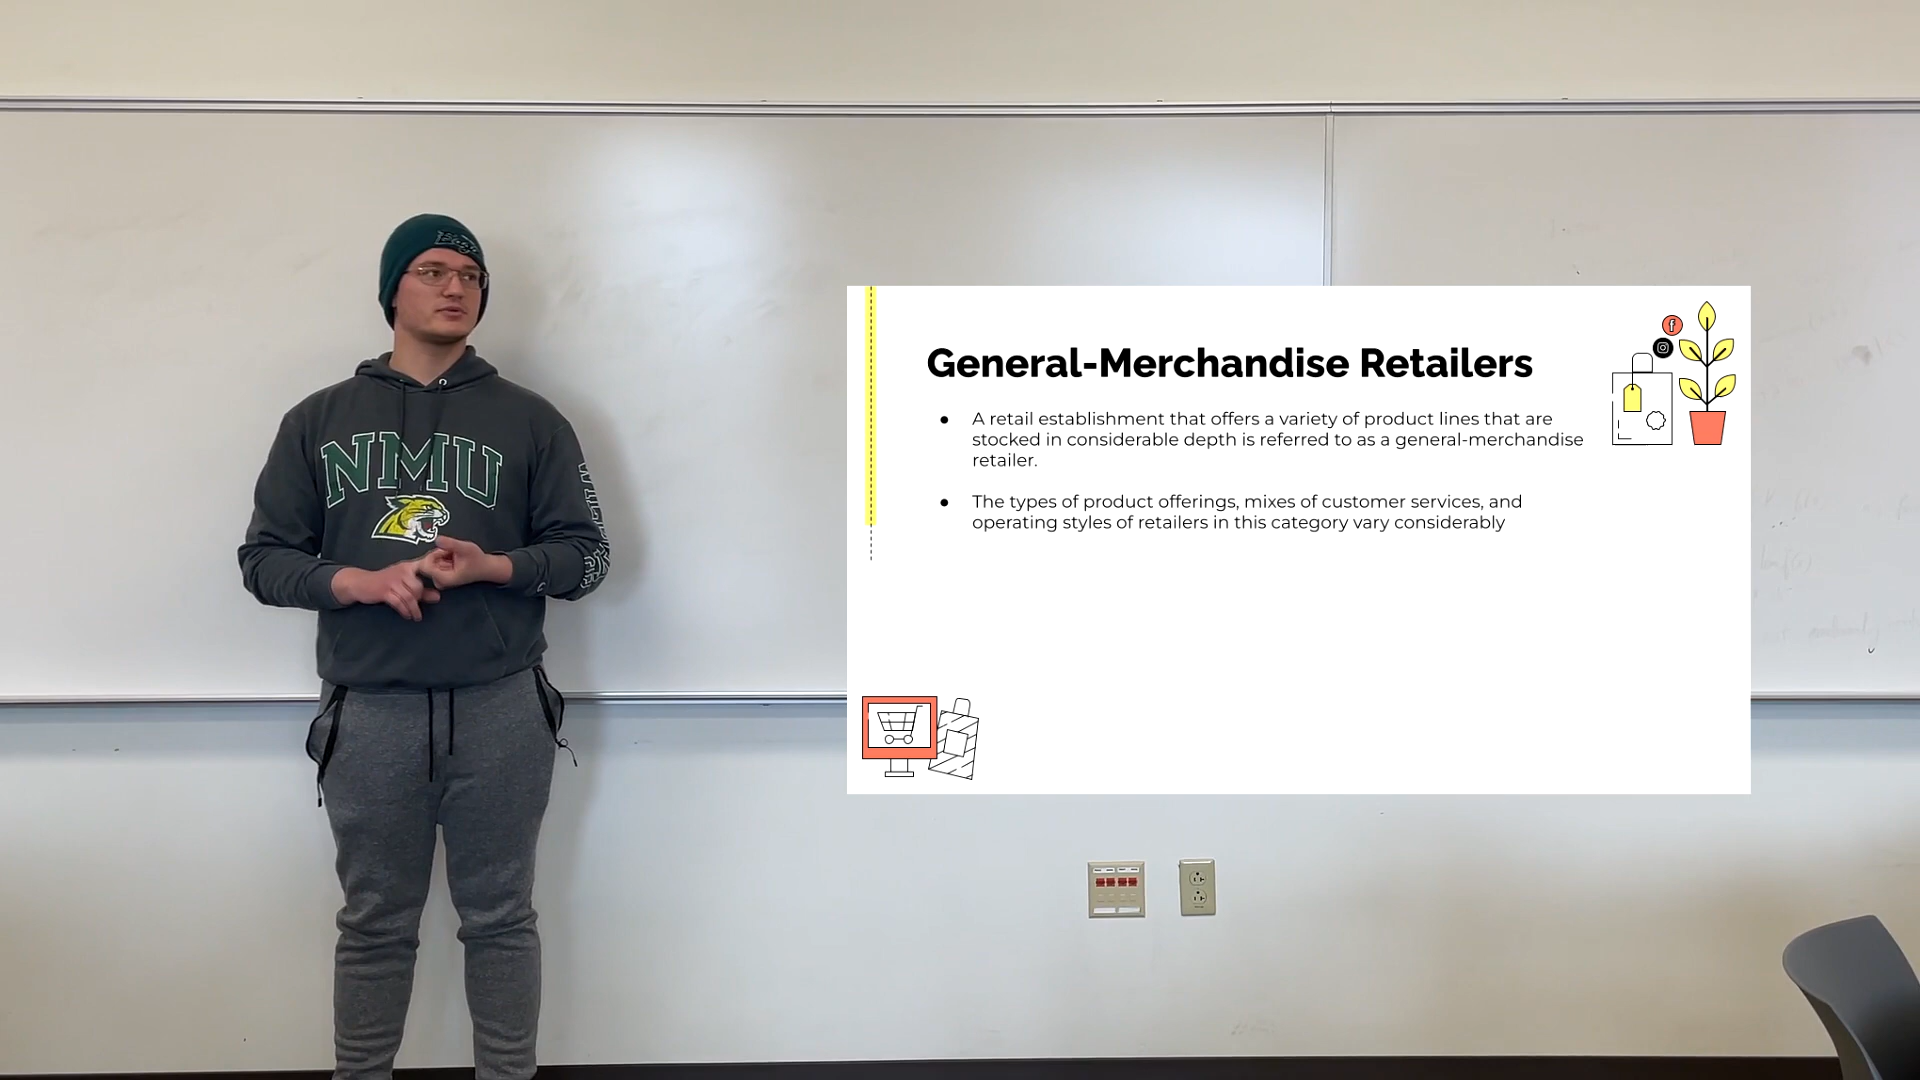 Eagles
NMU
General-Merchandise Retailers
● A retail establishment that offers a variety of product lines that are
stocked in considerable depth is referred to as a general-merchandise
retailer.
● The types of product offerings, mixes of customer services, and
operating styles of retailers in this category vary considerably